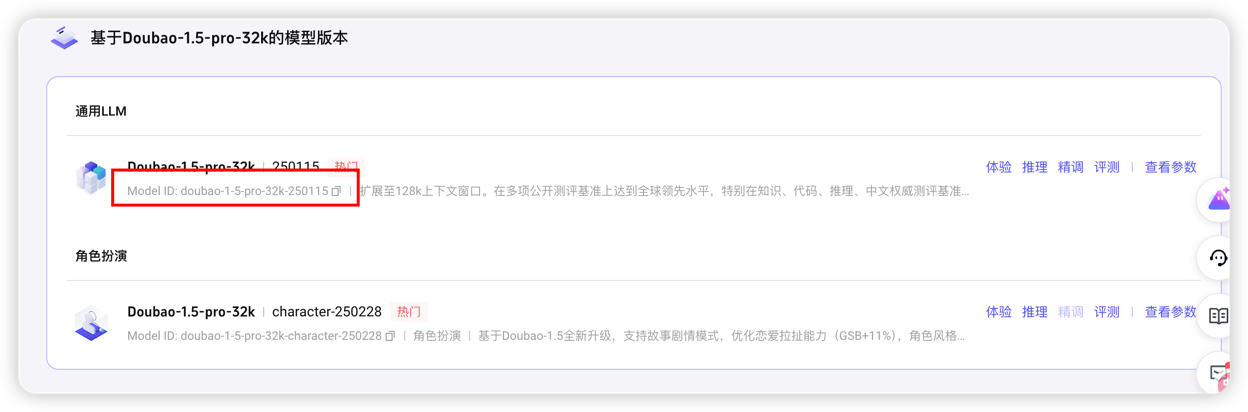 基于Doubao-1.5-pro-32k的模型版本
通用LLM
Doubao-1.5-pro-32k | 250115 热门
体验 推理 精调 评测 | 查看参数
Model ID: doubao-1-5-pro-32k-250115 | 扩展至128k上下文窗口。在多项公开测评基准上达到全球领先水平，特别在知识、代码、推理、中文权威测评基准...
角色扮演
Doubao-1.5-pro-32k | character-250228 热门
体验 推理 精调 评测 | 查看参数
Model ID: doubao-1-5-pro-32k-character-250228 | 角色扮演 | 基于Doubao-1.5全新升级，支持故事剧情模式，优化恋爱拉扯能力（GSB+11%），角色风格...